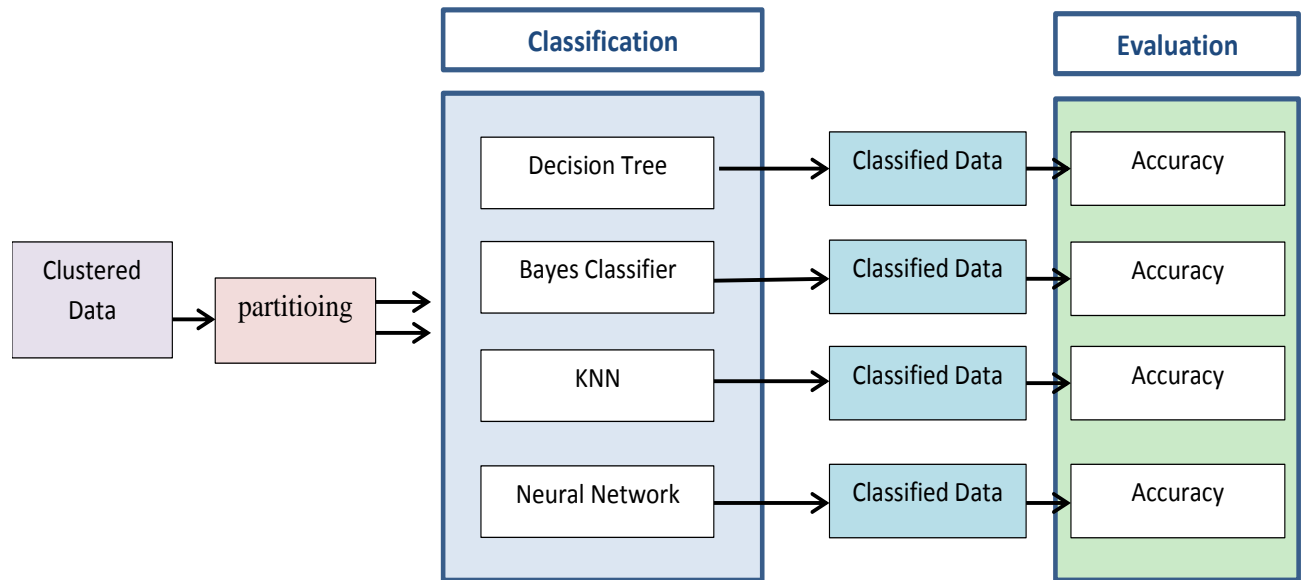 Classification
Evaluation
Decision Tree
Classified Data
Accuracy
Clustered
Data
partitioing
Bayes Classifier
Classified Data
Accuracy
KNN
Classified Data
Accuracy
Neural Network
Classified Data
Accuracy